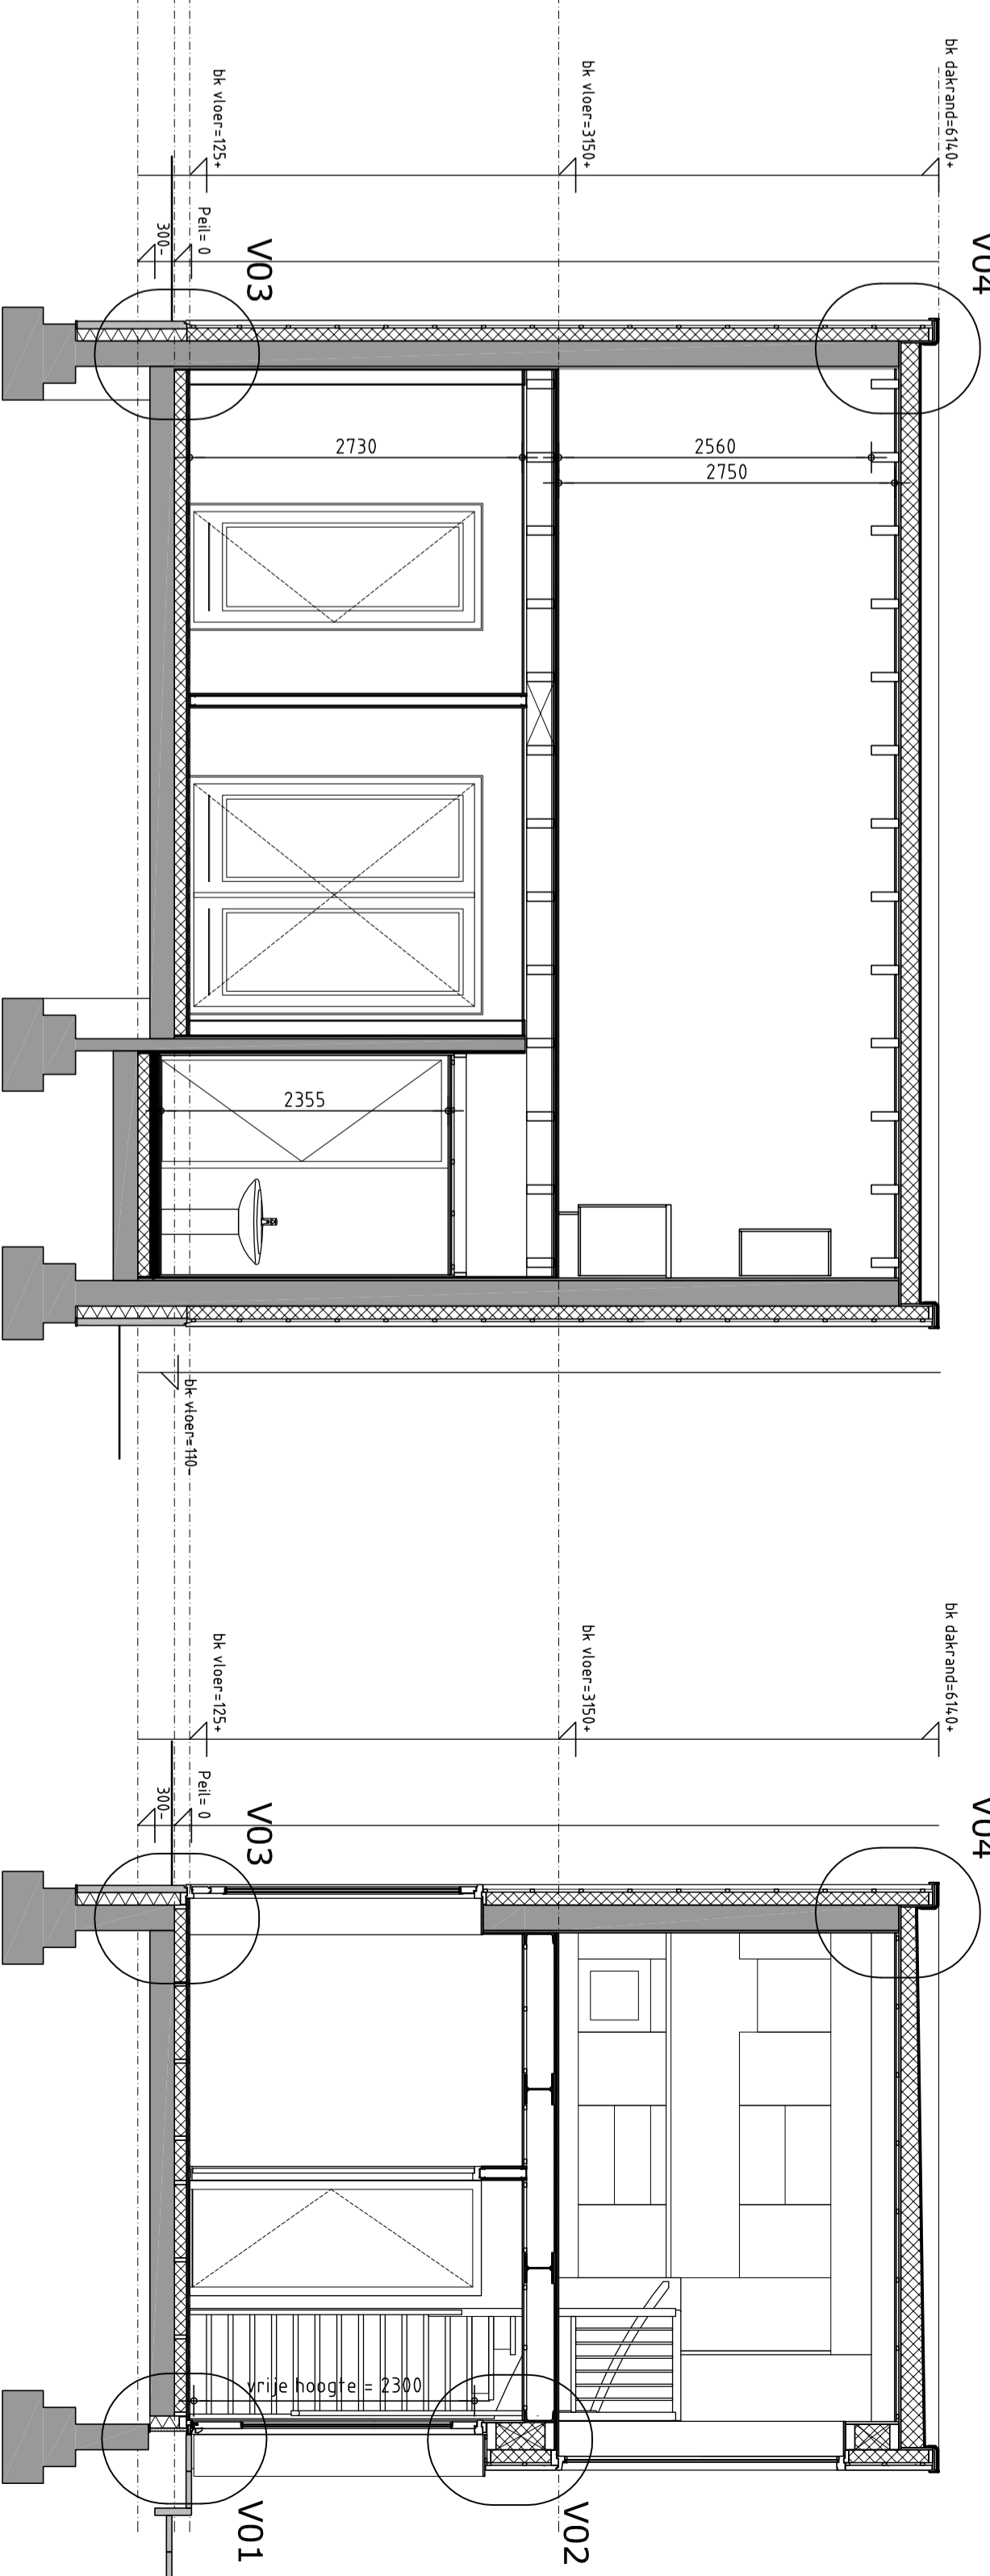 bk dakrand=6140+
V04
bk vloer=3150+
bk vloer=125+
Peil= 0
300-
V03
2730
2560
2750
2355
bk vloer=110-
bk dakrand=6140+
V04
bk vloer=3150+
bk vloer=125+
Peil= 0
300-
V03
vrije hoogte = 2300
V01
V02